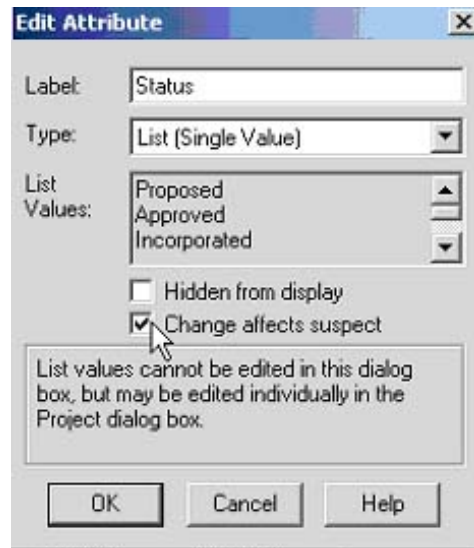 Edit Attribute
Label: Status
Type: List (Single Value)
List Values:
Proposed
Approved
Incorporated
Hidden from display
Change affects suspect
List values cannot be edited in this dialog
box, but may be edited individually in the
Project dialog box.
OK Cancel Help